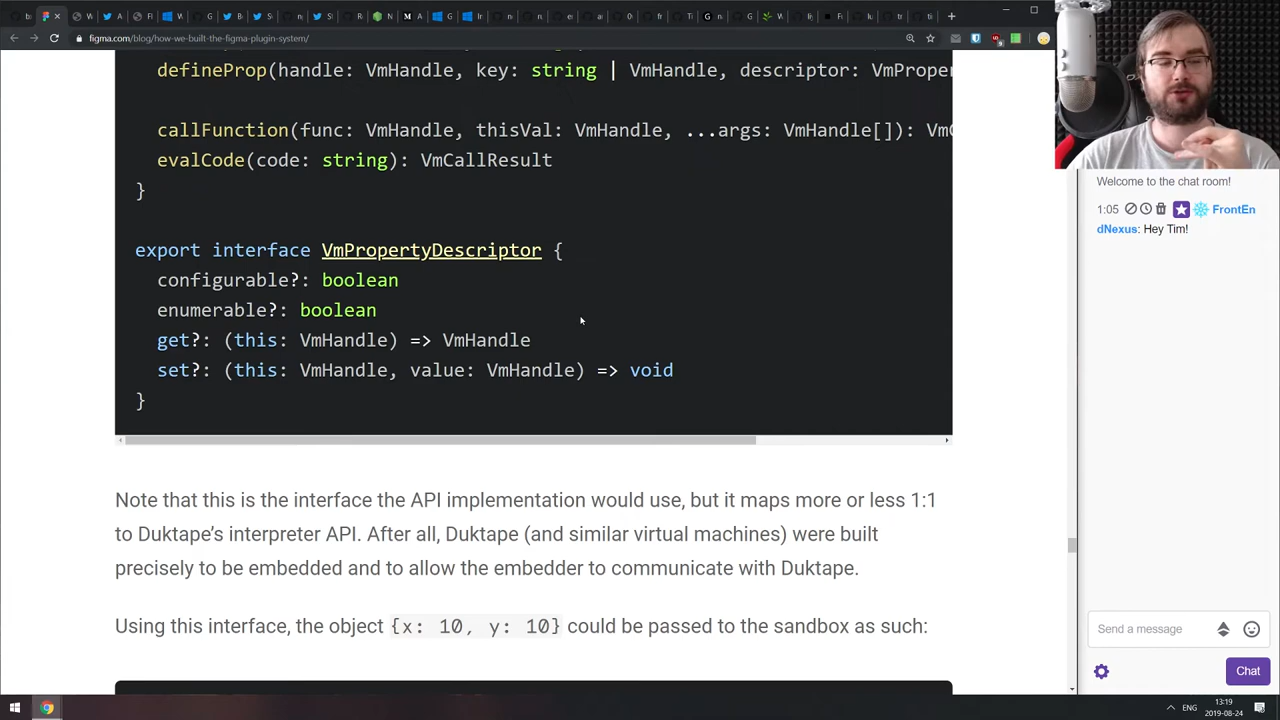 figma.com/blog/how-we-built-the-figma-plugin-system/
defineProp(handle: VmHandle, key: string | VmHandle, descriptor: VmPrope
callFunction(func: VmHandle, thisVal: VmHandle, ...args: VmHandle[]): VmC
evalCode(code: string): VmCallResult
}
export interface VmPropertyDescriptor {
configurable?: boolean
enumerable?: boolean
get?: (this: VmHandle) => VmHandle
set?: (this: VmHandle, value: VmHandle) => void
}
Note that this is the interface the API implementation would use, but it maps more or less 1:1
to Duktape’s interpreter API. After all, Duktape (and similar virtual machines) were built
precisely to be embedded and to allow the embedder to communicate with Duktape.
Using this interface, the object {x: 10, y: 10} could be passed to the sandbox as such:
Welcome to the chat room!
1:05 FrontEn
dNexus: Hey Tim!
Send a message
Chat
ENG
13:19
2019-08-24